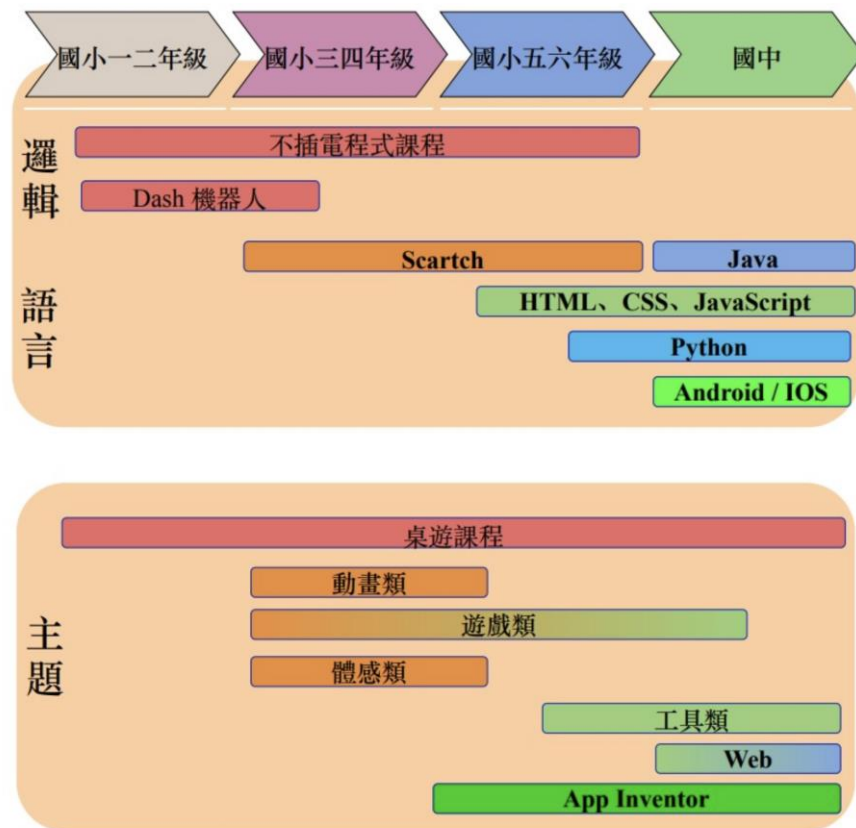 國小一二年級
國小三四年級
國小五六年級
國中
邏輯
不插電程式課程
Dash 機器人
語言
Scartch
Java
HTML、CSS、JavaScript
Python
Android / IOS
主題
桌遊課程
動畫類
遊戲類
體感類
工具類
Web
App Inventor